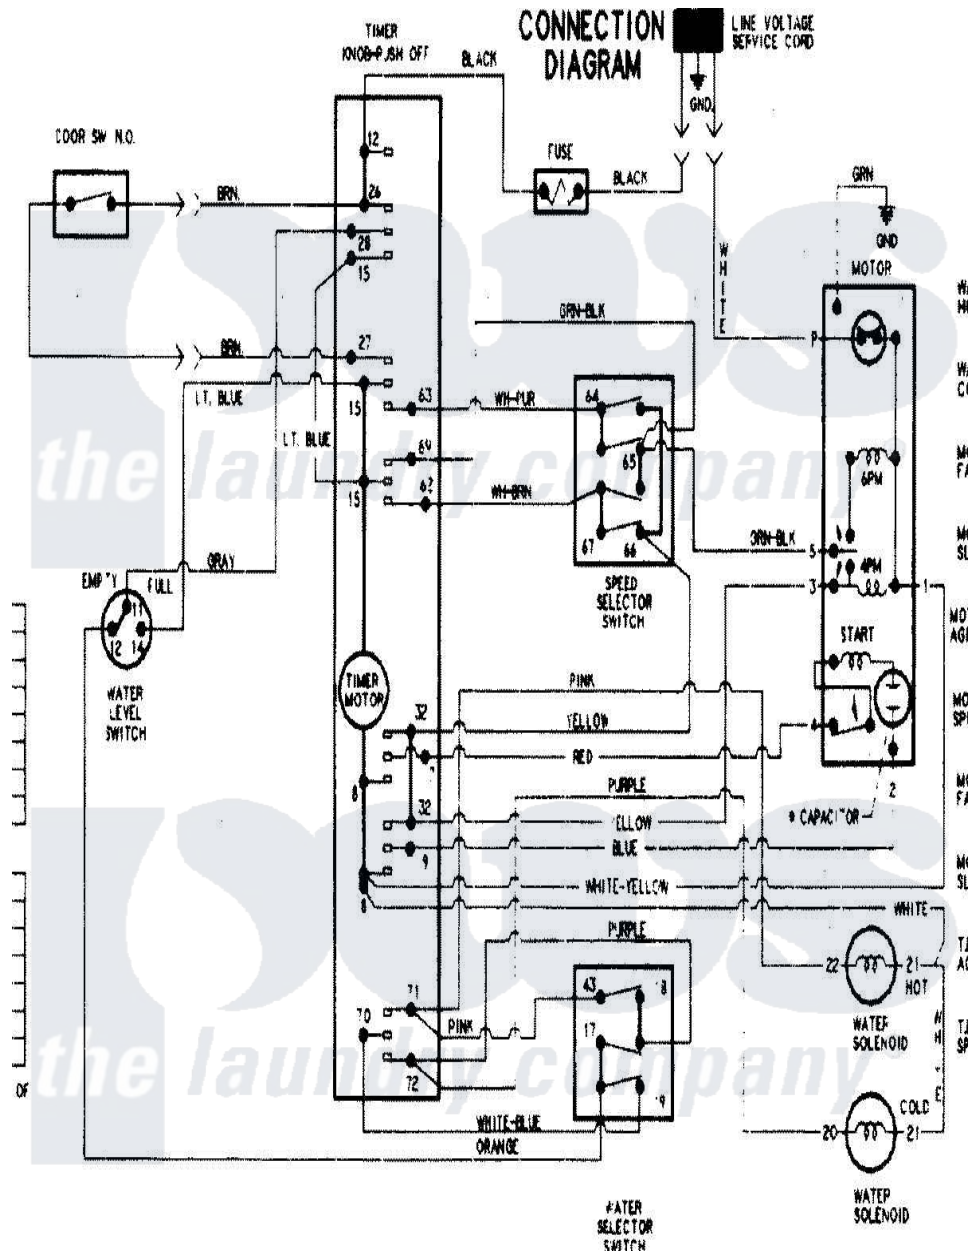 CONNECTION
DIAGRAM
LINE VOLTAGE
SERVICE CORD
TIMER
KNOB-PUSH OFF
BLACK
GND.
12
DOOR SW N.O.
FUSE
BLACK
GRN
BRN.
26
GND
28
15
WHITE
MOTOR
GRN-BLK
27
BRN.
P
LT. BLUE
15
63
WH-PUR
64
LT. BLUE
69
65
15
62
WH-BRN
6PM
67
66
GRN-BLK
5
GRAY
EMPTY
FULL
4PM
3
1
SPEED
SELECTOR
SWITCH
11
12
14
START
WATER
LEVEL
SWITCH
TIMER
MOTOR
PINK
32
YELLOW
4
RED
8
PURPLE
2
32
YELLOW
* CAPACITOR
BLUE
9
WHITE-YELLOW
8
WHITE
PURPLE
22
21
HOT
71
43
18
70
PINK
17
WATER
SOLENOID
72
19
COLD
WHITE-BLUE
ORANGE
20
21
WATER
SOLENOID
WATER
SELECTOR
SWITCH
OF
the laundry company
the laundry company